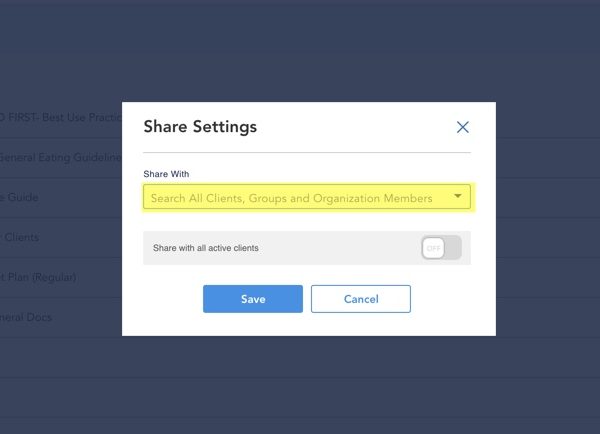 Share Settings
Share With
Search All Clients, Groups and Organization Members
Share with all active clients
OFF
Save
Cancel
FIRST- Best Use Practic
General Eating Guideline
Guide
Clients
Plan (Regular)
Docs